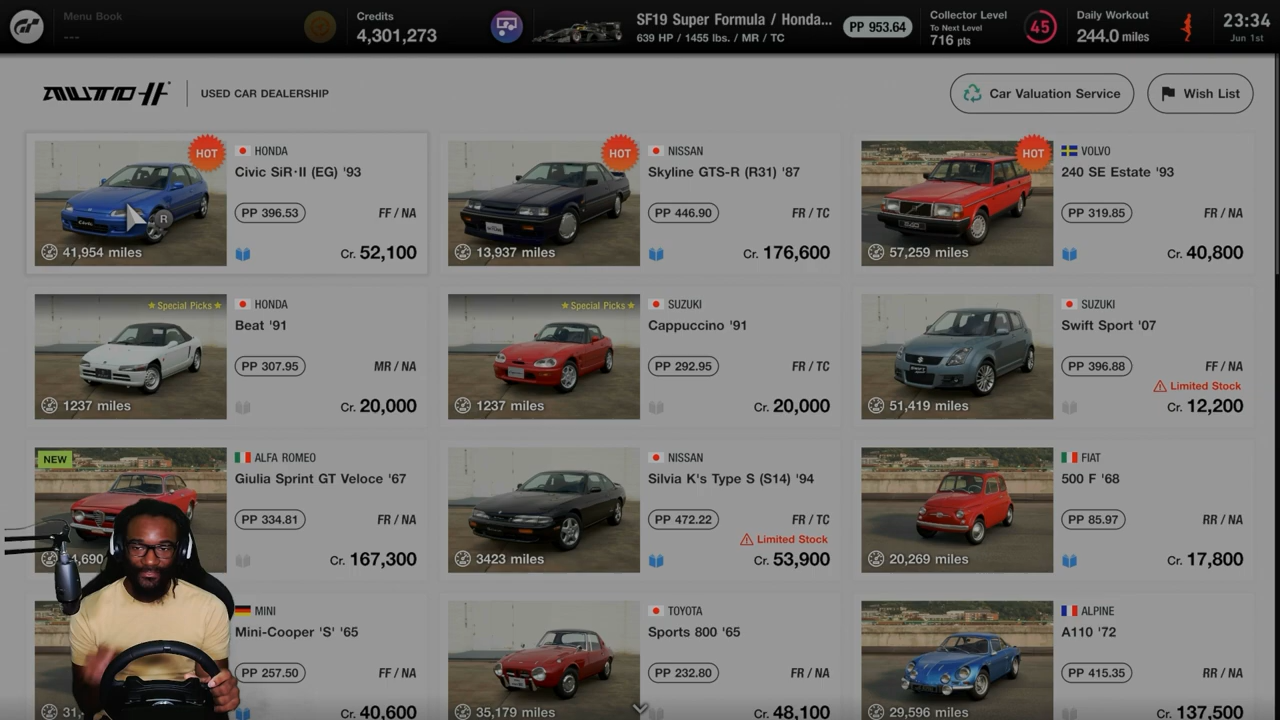 Menu Book
---
Credits
4,301,273
SF19 Super Formula / Honda...
639 HP / 1455 lbs. / MR / TC
PP 953.64
Collector Level
To Next Level
716 pts
45
Daily Workout
244.0 miles
23:34
Jun 1st
AUTO
USED CAR DEALERSHIP
Car Valuation Service
Wish List
HOT
HONDA
Civic SiR・II (EG) '93
PP 396.53
FF / NA
R
41,954 miles
Cr. 52,100
HOT
NISSAN
Skyline GTS-R (R31) '87
PP 446.90
FR / TC
13,937 miles
Cr. 176,600
HOT
VOLVO
240 SE Estate '93
PP 319.85
FR / NA
57,259 miles
Cr. 40,800
Special Picks
HONDA
Beat '91
PP 307.95
MR / NA
1237 miles
Cr. 20,000
Special Picks
SUZUKI
Cappuccino '91
PP 292.95
FR / TC
1237 miles
Cr. 20,000
SUZUKI
Swift Sport '07
PP 396.88
FF / NA
Limited Stock
51,419 miles
Cr. 12,200
NEW
ALFA ROMEO
Giulia Sprint GT Veloce '67
PP 334.81
FR / NA
,690
Cr. 167,300
NISSAN
Silvia K's Type S (S14) '94
PP 472.22
FR / TC
Limited Stock
3423 miles
Cr. 53,900
FIAT
500 F '68
PP 85.97
RR / NA
20,269 miles
Cr. 17,800
MINI
Mini-Cooper 'S' '65
PP 257.50
FF / NA
31,
Cr. 40,600
TOYOTA
Sports 800 '65
PP 232.80
FR / NA
35,179 miles
Cr. 48,100
ALPINE
A110 '72
PP 415.35
RR / NA
29,596 miles
Cr. 137,500